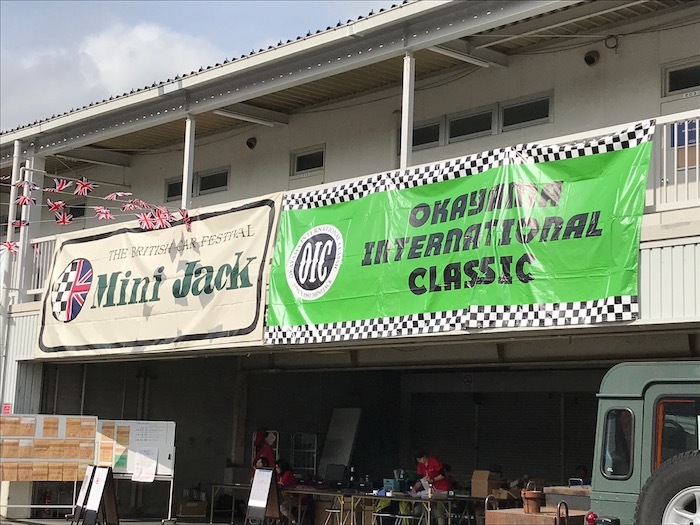 THE BRITISH CAR FESTIVAL
Mini Jack
OIC
OKAYAMA
INTERNATIONAL
CLASSIC